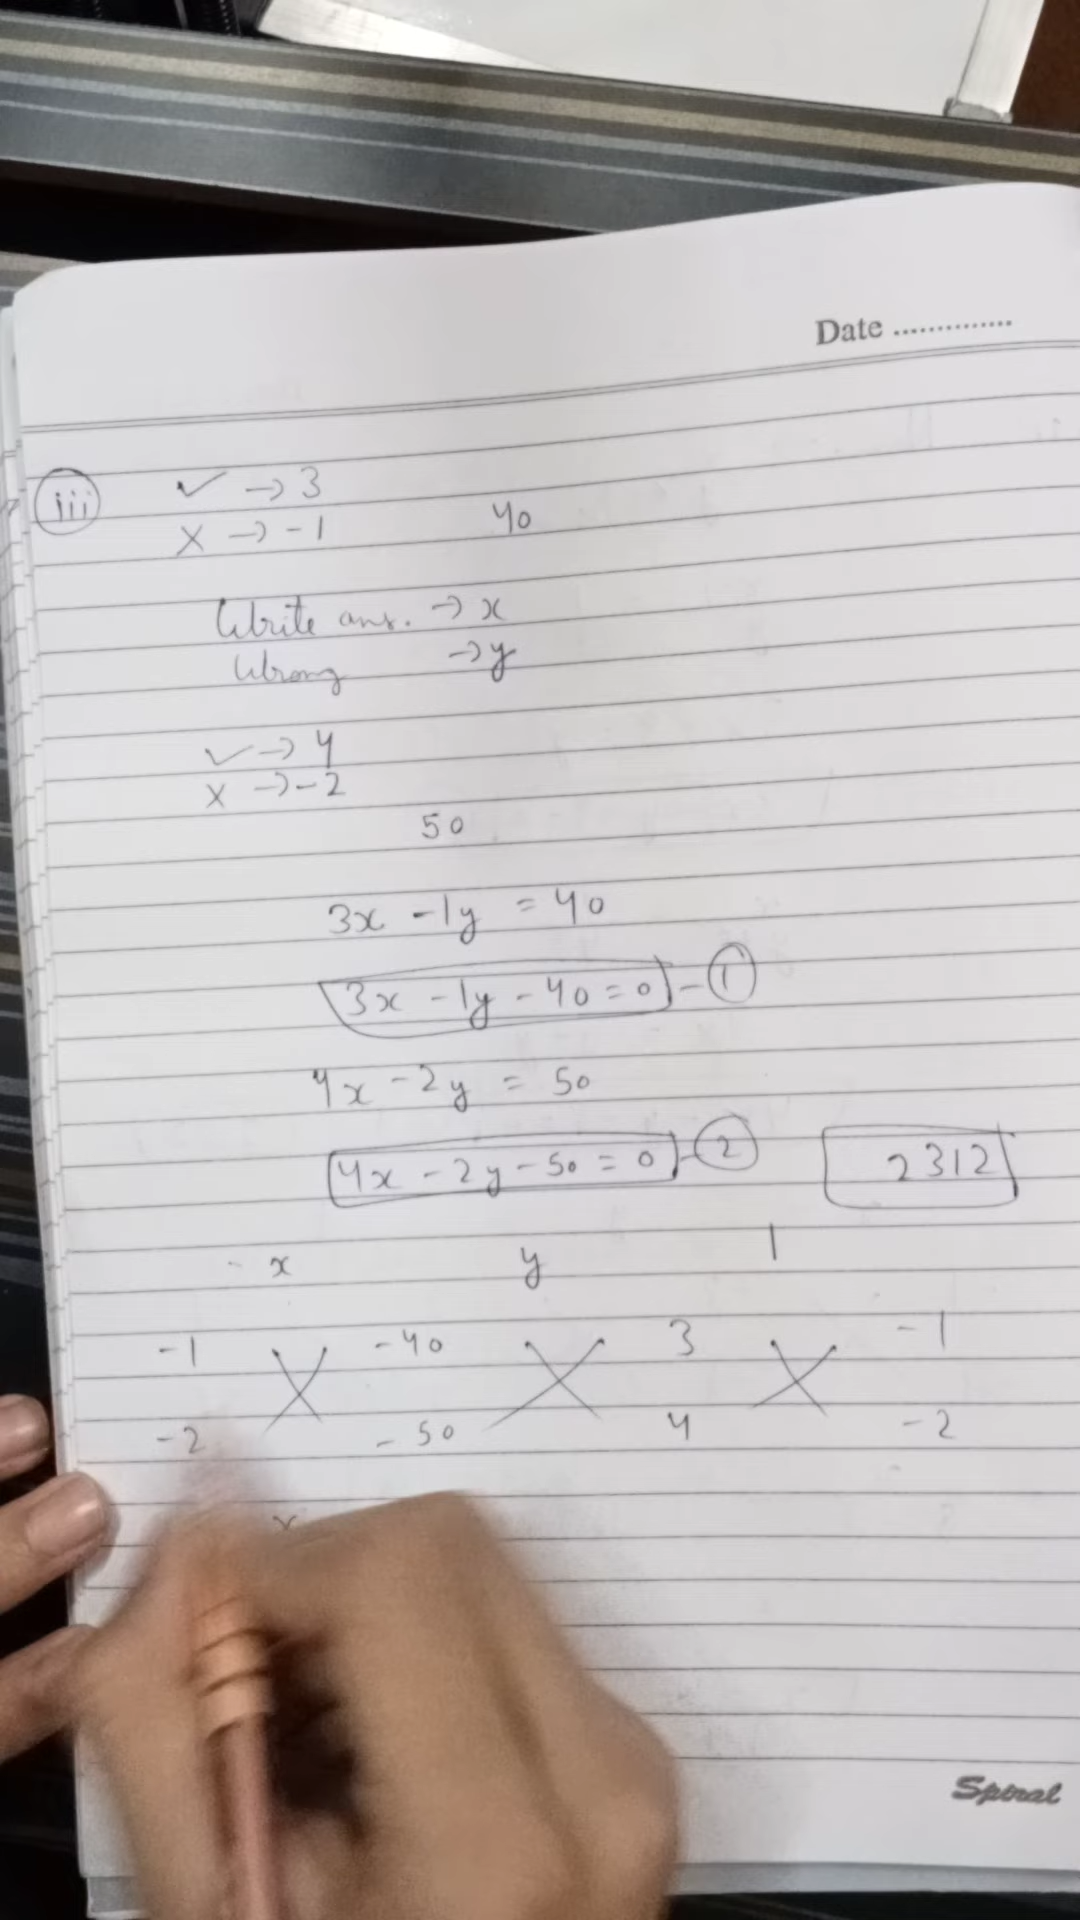 Date ..............
iii ✓ → 3
x → -1 40
Write ans. → x
Wrong → y
✓ → 4
x → -2
50
3x - 1y = 40
3x - 1y - 40 = 0 - 1
4x - 2y = 50
4x - 2y - 50 = 0 - 2 2312
x y 1
-1 -40 3 -1
-2 -50 4 -2
x
Spiral